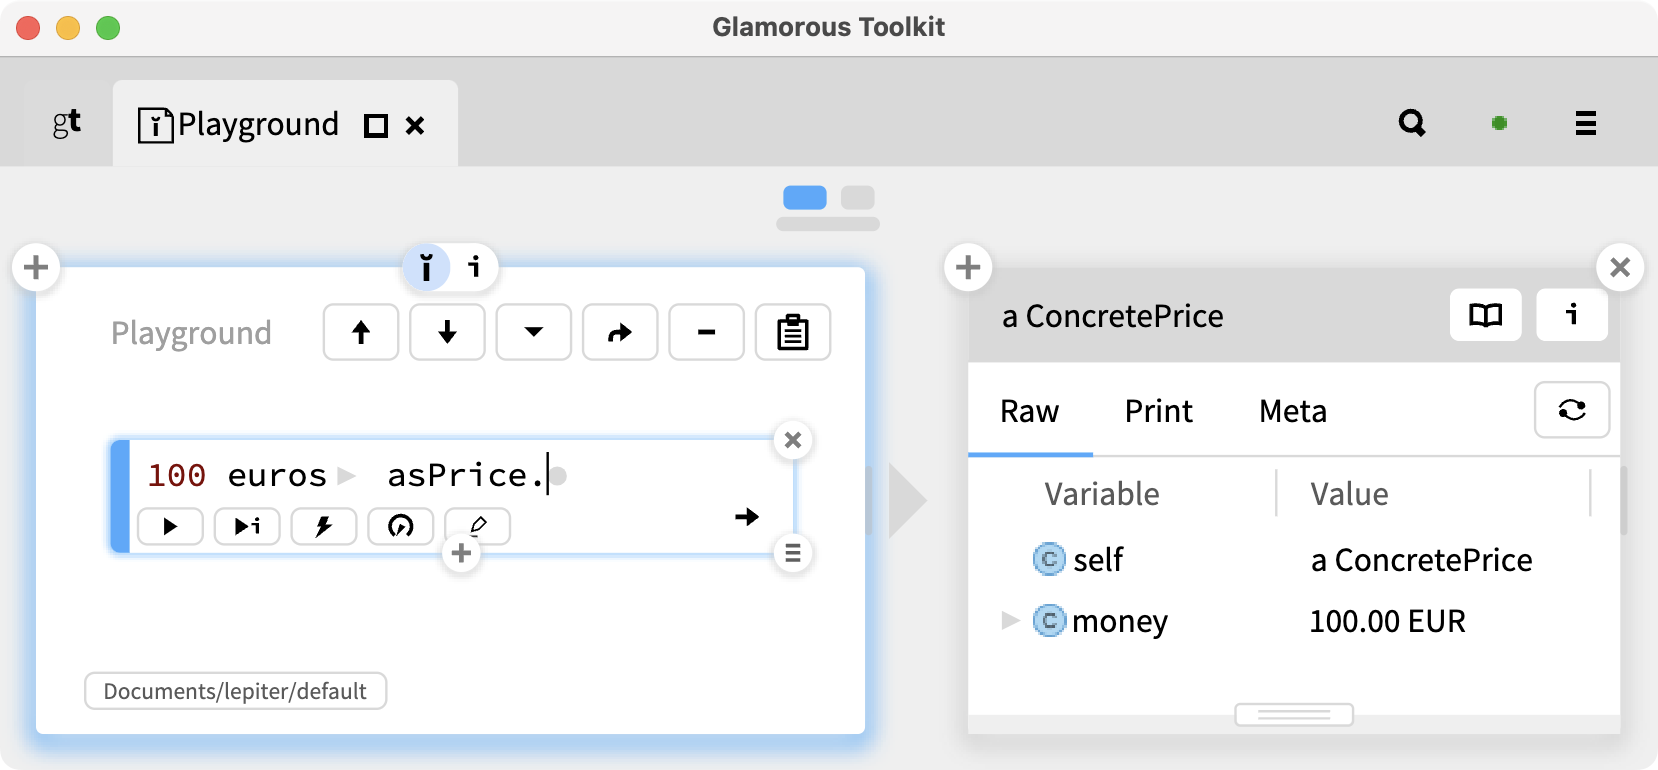 Glamorous Toolkit
gt
Playground
Playground
100 euros asPrice.
i
Documents/lepiter/default
a ConcretePrice
i
Raw Print Meta
Variable Value
self a ConcretePrice
money 100.00 EUR